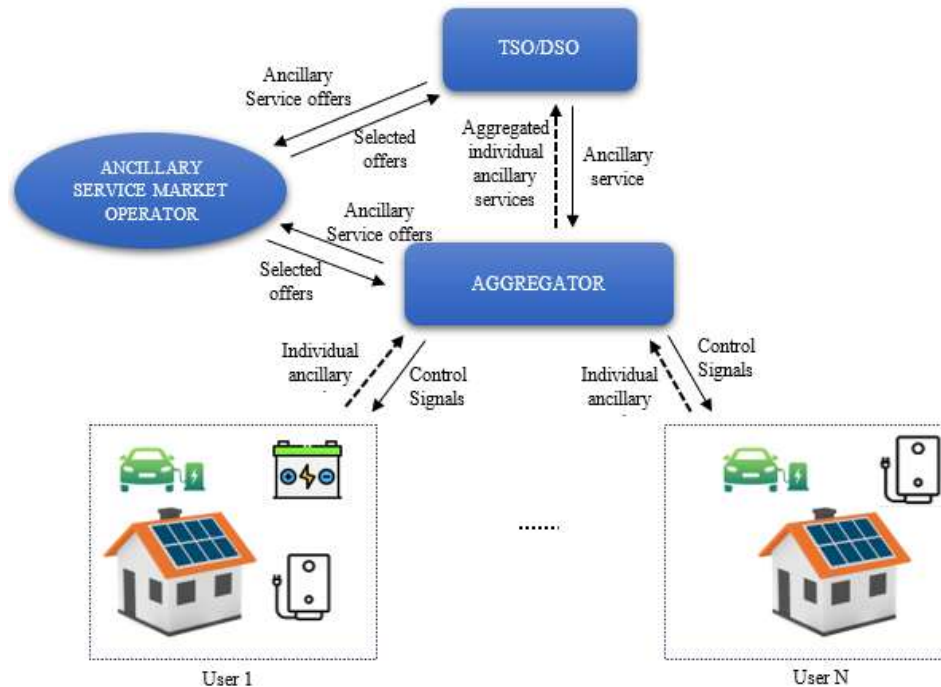 TSO/DSO
Ancillary
Service offers
Selected
offers
Aggregated
individual
ancillary
services
Ancillary
service
ANCILLARY
SERVICE MARKET
OPERATOR
Ancillary
Service offers
Selected
offers
AGGREGATOR
Individual
ancillary
Control
Signals
Individual
ancillary
Control
Signals
......
User 1
User N